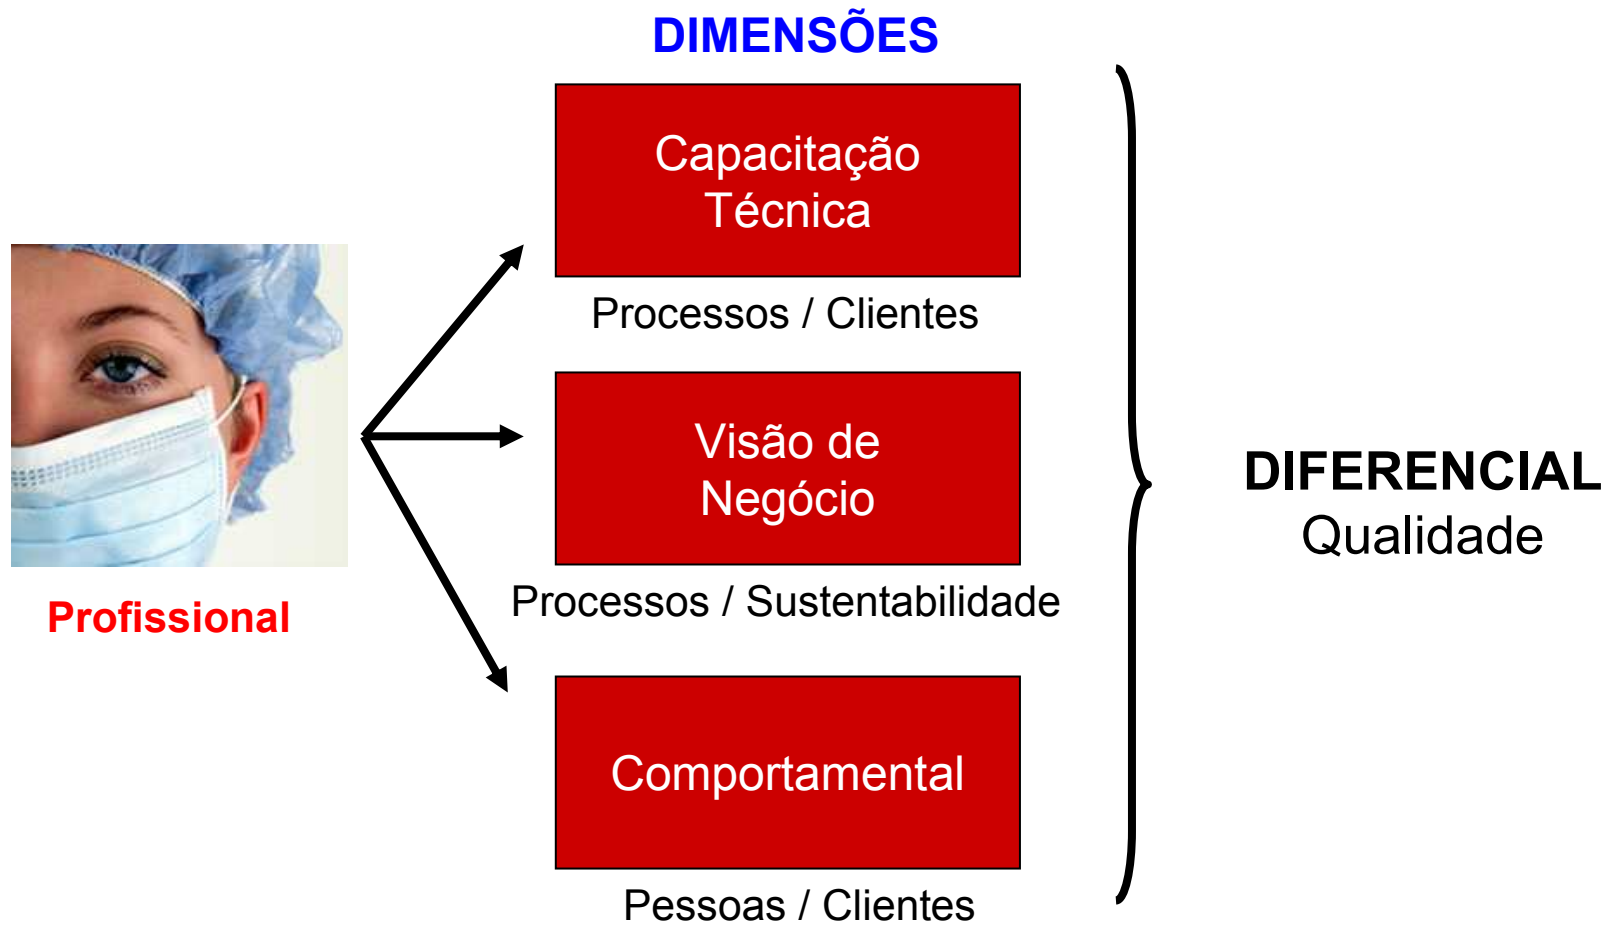 DIMENSÕES
Capacitação
Técnica
Processos / Clientes
Visão de
Negócio
Processos / Sustentabilidade
Comportamental
Pessoas / Clientes
Profissional
DIFERENCIAL
Qualidade